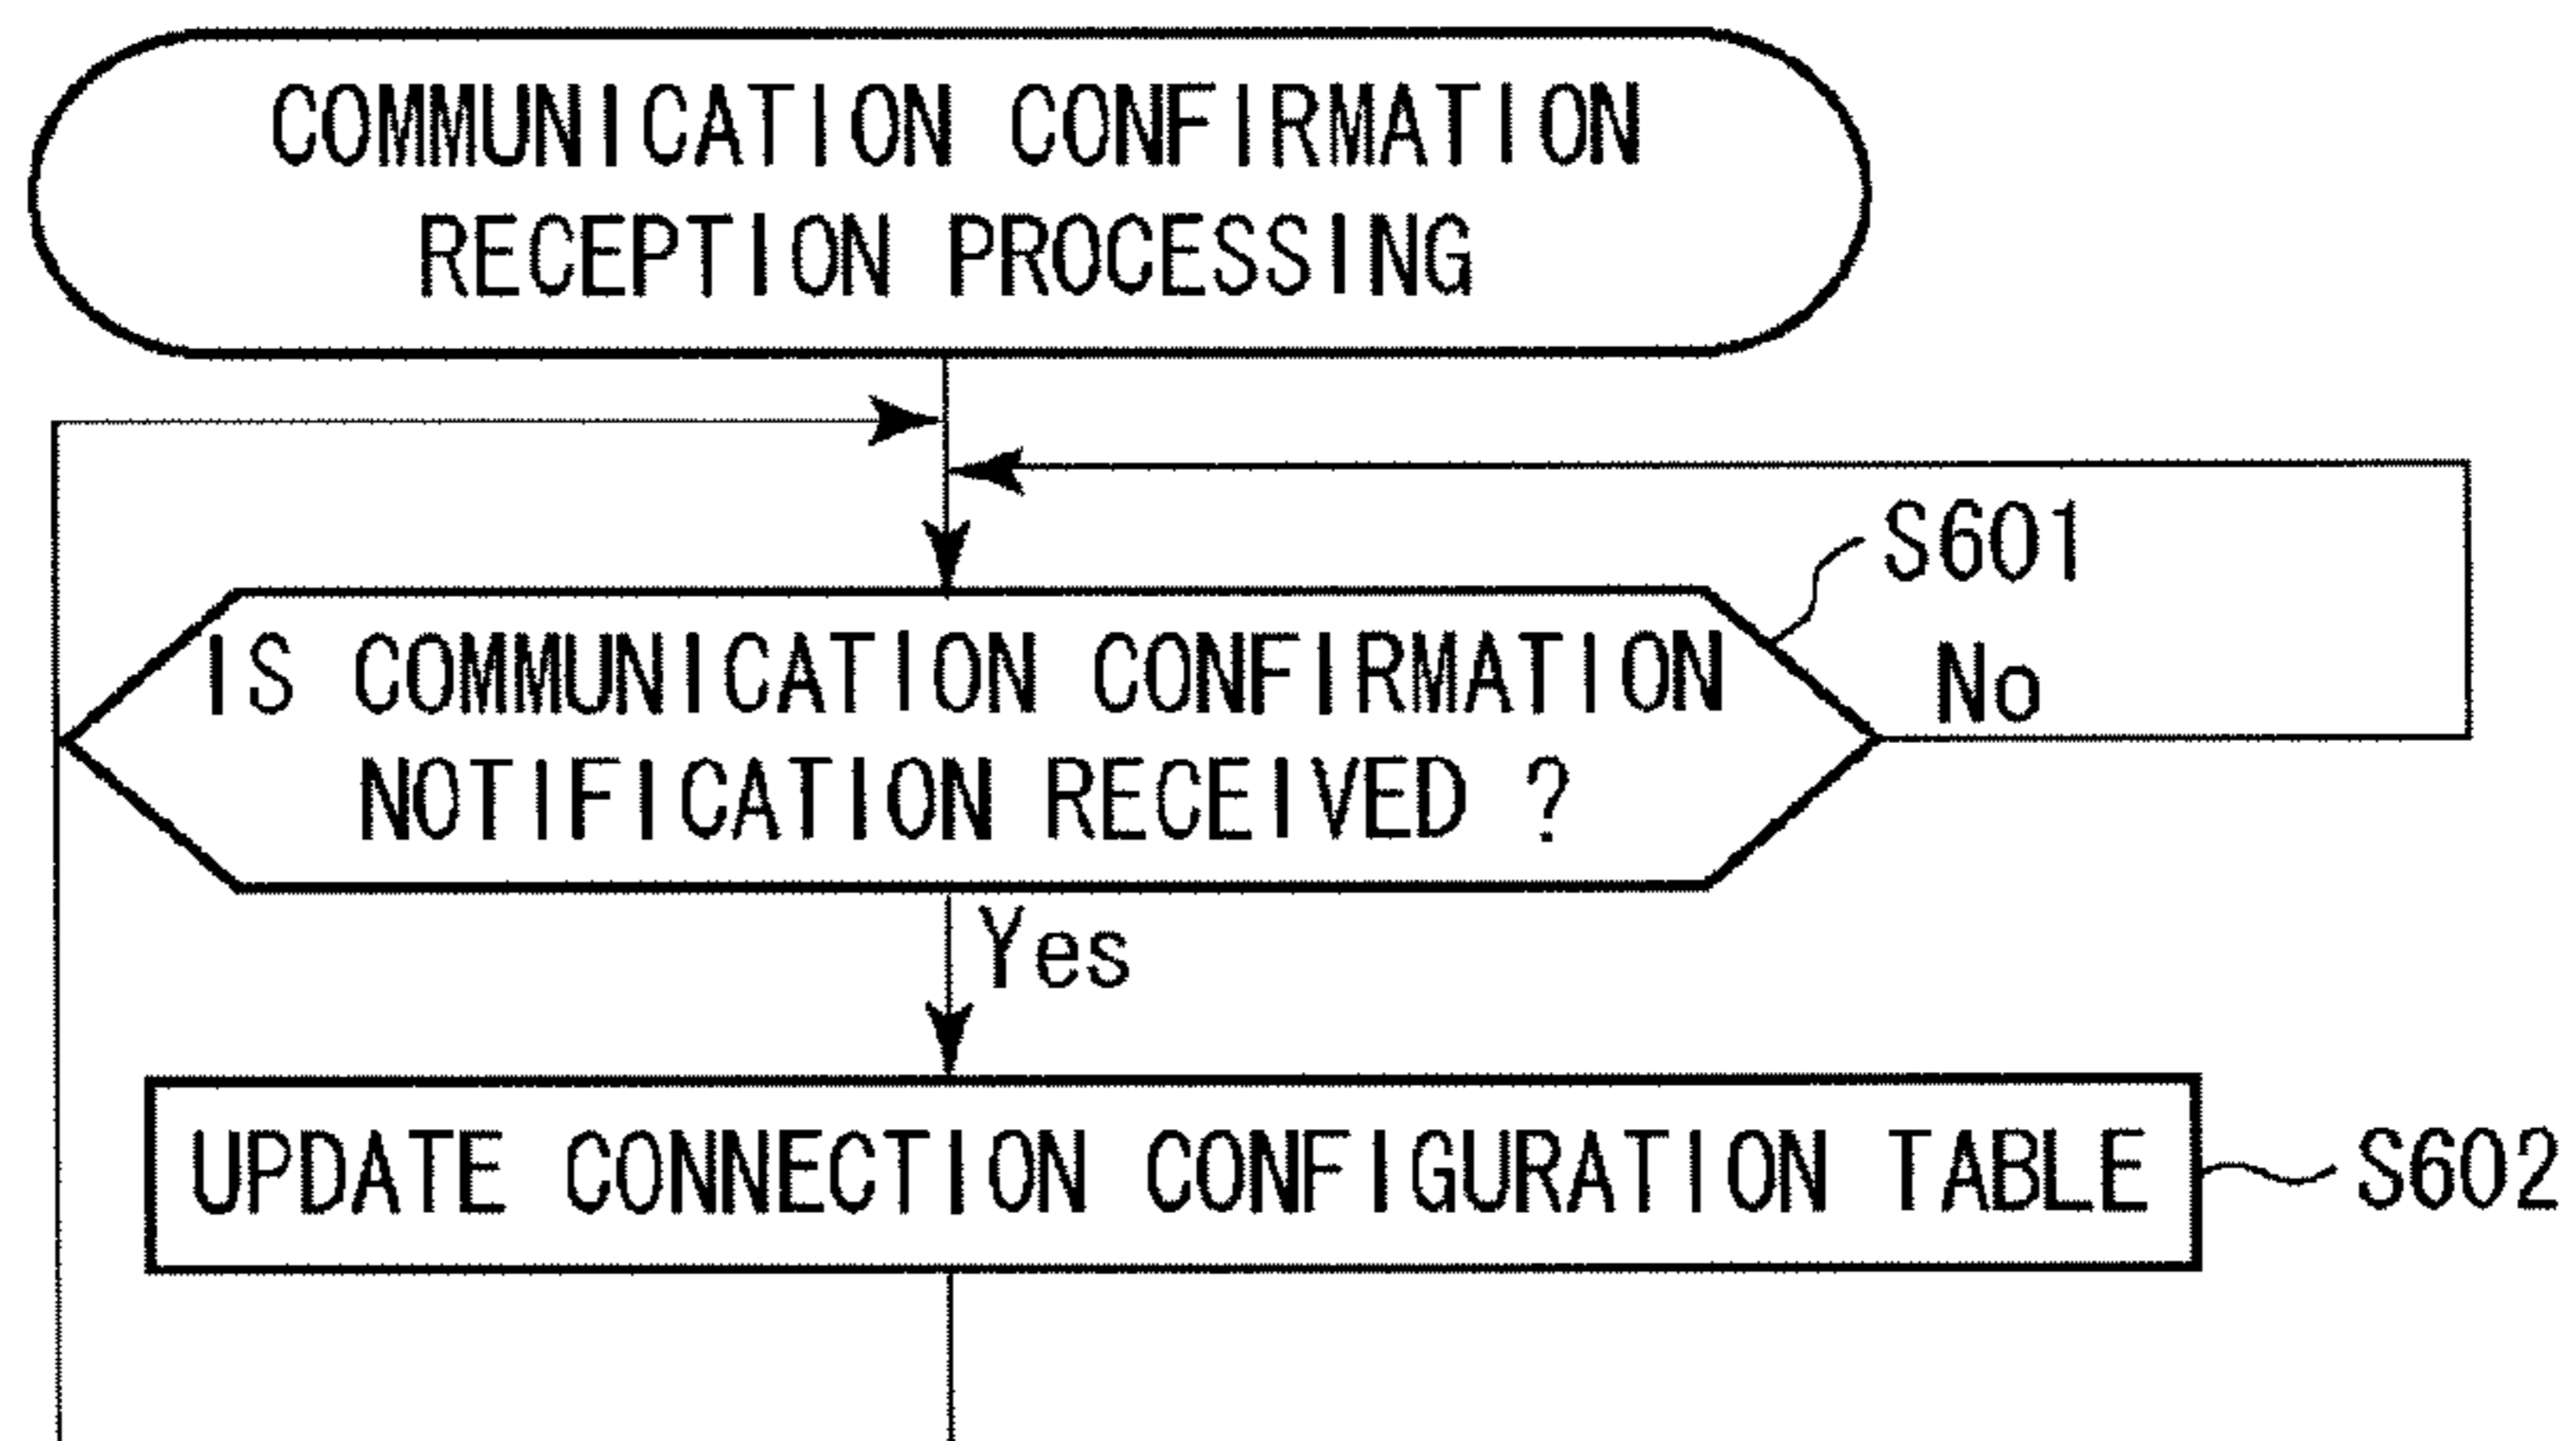 COMMUNICATION CONFIRMATION
RECEPTION PROCESSING
S601
IS COMMUNICATION CONFIRMATION
NOTIFICATION RECEIVED ?
No
Yes
UPDATE CONNECTION CONFIGURATION TABLE
S602